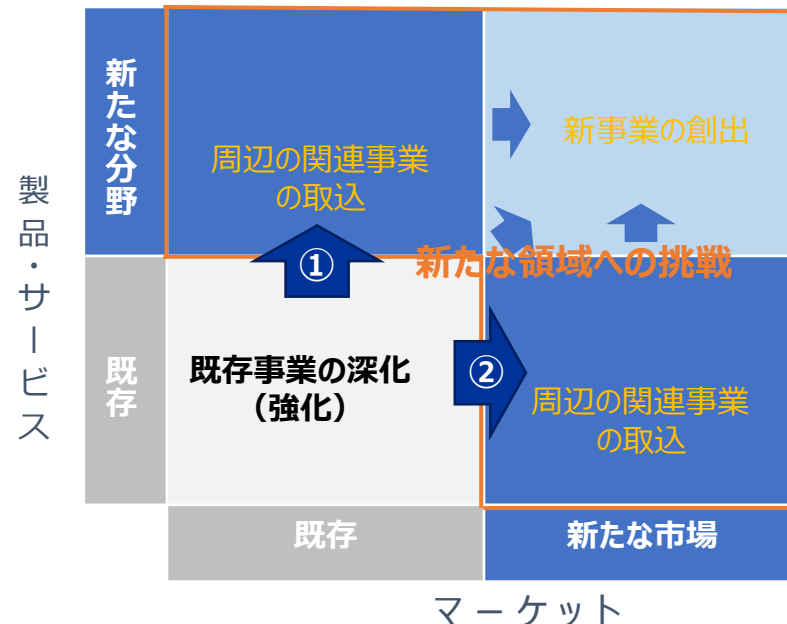 製品・サービス
新たな分野
周辺の関連事業
の取込
新事業の創出
①
新たな領域への挑戦
既存
既存事業の深化
（強化）
②
周辺の関連事業
の取込
既存
新たな市場
マーケット